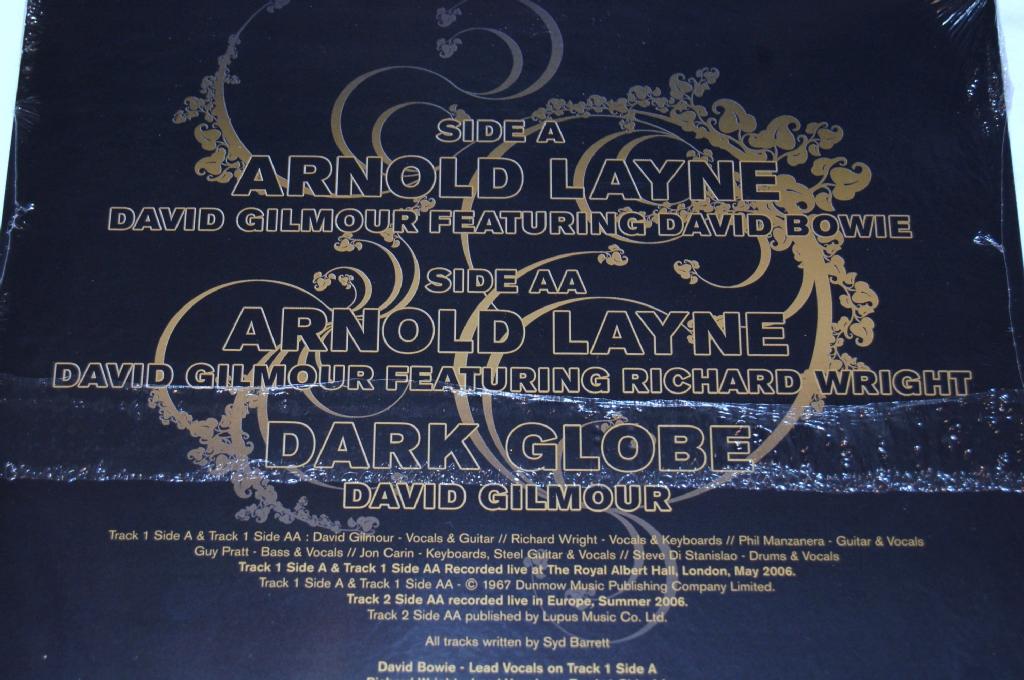 SIDE A
ARNOLD LAYNE
DAVID GILMOUR FEATURING DAVID BOWIE
SIDE AA
ARNOLD LAYNE
DAVID GILMOUR FEATURING RICHARD WRIGHT
DARK GLOBE
DAVID GILMOUR
Track 1 Side A & Track 1 Side AA : David Gilmour - Vocals & Guitar // Richard Wright - Vocals & Keyboards // Phil Manzanera - Guitar & Vocals
Guy Pratt - Bass & Vocals // Jon Carin - Keyboards, Steel Guitar & Vocals // Steve Di Stanislao - Drums & Vocals
Track 1 Side A & Track 1 Side AA Recorded live at The Royal Albert Hall, London, May 2006.
Track 1 Side A & Track 1 Side AA - © 1967 Dunmow Music Publishing Company Limited.
Track 2 Side AA recorded live in Europe, Summer 2006.
Track 2 Side AA published by Lupus Music Co. Ltd.
All tracks written by Syd Barrett
David Bowie - Lead Vocals on Track 1 Side A